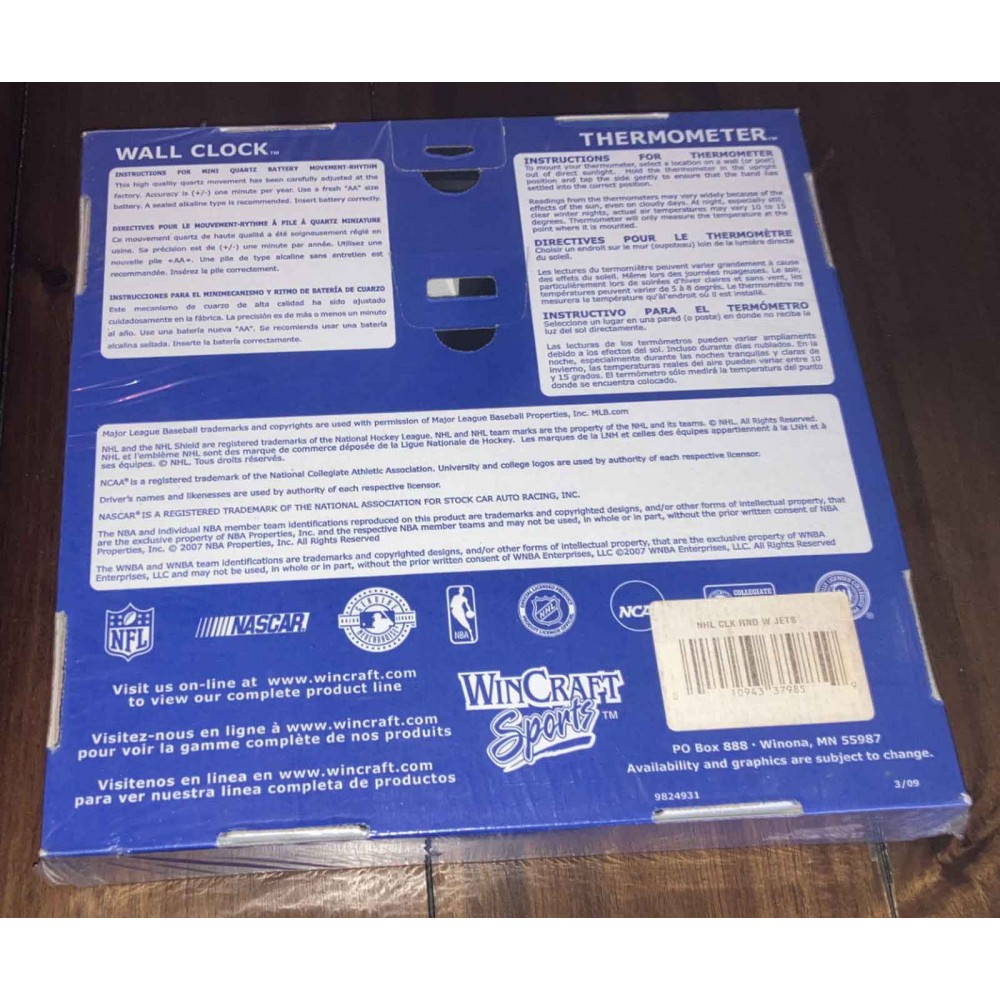 WALL CLOCK™
INSTRUCTIONS FOR MINI QUARTZ BATTERY MOVEMENT-RHYTHM
This high quality quartz movement has been carefully adjusted at the
factory. Accuracy is (+/-) one minute per year. Use a fresh "AA" size
battery. A sealed alkaline type is recommended. Insert battery correctly.
DIRECTIVES POUR LE MOUVEMENT-RYTHME À PILE À QUARTZ MINIATURE
Ce mouvement quartz de haute qualité a été soigneusement réglé en
usine. Sa précision est de (+/-) une minute par année. Utilisez une
nouvelle pile «AA». Une pile de type alcaline sans entretien est
recommandée. Insérez la pile correctement.
INSTRUCCIONES PARA EL MINIMECANISMO Y RITMO DE BATERÍA DE CUARZO
Este mecanismo de cuarzo de alta calidad ha sido ajustado
cuidadosamente en la fábrica. La precisión es de más o menos un minuto
al año. Use una batería nueva "AA". Se recomienda usar una batería
alcalina sellada. Inserte la batería correctamente.
THERMOMETER™
INSTRUCTIONS FOR THERMOMETER
To mount your thermometer, select a location on a wall (or post)
out of direct sunlight. Hold the thermometer in the upright
position and tap the side gently to ensure that the hand has
settled into the correct position.
Readings from the thermometers may vary widely because of the
effects of the sun, even on cloudy days. At night, especially still,
clear winter nights, actual air temperatures may vary 10 to 15
degrees. Thermometer will only measure the temperature at the
point where it is mounted.
DIRECTIVES POUR LE THERMOMÈTRE
Choisir un endroit sur le mur (oupoteau) loin de la lumière directe
du soleil.
Les lectures du termomiètre peuvent varier grandement à cause
des effets du soleil. Même lors des journées nuageuses. Le soir,
particulièrement lors de soirées d'hiver claires et sans vent, les
températures peuvent varier de 5 à 8 degrés. Le thermomètre ne
mesurera la température qu'àl'endroit où il est installé.
INSTRUCTIVO PARA EL TERMÓMETRO
Seleccione un lugar en una pared (o poste) en donde no reciba la
luz del sol directamente.
Las lecturas de los termómetros pueden variar ampliamente
debido a los efectos del sol. Incluso durante días nublados. En la
noche, especialmente durante las noches tranquilas y claras de
invierno, las temperaturas reales del aire pueden variar entre 10
y 15 grados. El termómetro sólo medirá la temperatura del punto
donde se encuentra colocado.
Major League Baseball trademarks and copyrights are used with permission of Major League Baseball Properties, Inc. MLB.com
NHL and the NHL Shield are registered trademarks of the National Hockey League. NHL and NHL team marks are the property of the NHL and its teams. © NHL. All Rights Reserved.
NHL et l'emblème NHL sont des marque de commerce déposée de la Ligue Nationale de Hockey. Les marques de la LNH et celles des équipes appartiennent à la LNH et à
ses équipes. © NHL. Tous droits réservés.
NCAA® is a registered trademark of the National Collegiate Athletic Association. University and college logos are used by authority of each respective licensor.
Driver's names and likenesses are used by authority of each respective licensor.
NASCAR® IS A REGISTERED TRADEMARK OF THE NATIONAL ASSOCIATION FOR STOCK CAR AUTO RACING, INC.
The NBA and individual NBA member team identifications reproduced on this product are trademarks and copyrighted designs, and/or other forms of intellectual property, that
are the exclusive property of NBA Properties, Inc. and the respective NBA member teams and may not be used, in whole or in part, without the prior written consent of NBA
Properties, Inc. © 2007 NBA Properties, Inc. All Rights Reserved
The WNBA and WNBA team identifications are trademarks and copyrighted designs, and/or other forms of intellectual property, that are the exclusive property of WNBA
Enterprises, LLC and may not be used, in whole or in part, without the prior written consent of WNBA Enterprises, LLC ©2007 WNBA Enterprises, LLC. All Rights Reserved
NFL
NASCAR
MAJOR LEAGUE
BASEBALL
MERCHANDISE
NBA
NHL
NCA
COLLEGIATE
NHL CLK RND W JETS
0 10943 37985 9
Visit us on-line at www.wincraft.com
to view our complete product line
Visitez-nous en ligne à www.wincraft.com
pour voir la gamme complète de nos produits
Visitenos en linea en www.wincraft.com
para ver nuestra linea completa de productos
WINCRAFT
Sports™
PO Box 888 · Winona, MN 55987
Availability and graphics are subject to change.
9824931
3/09